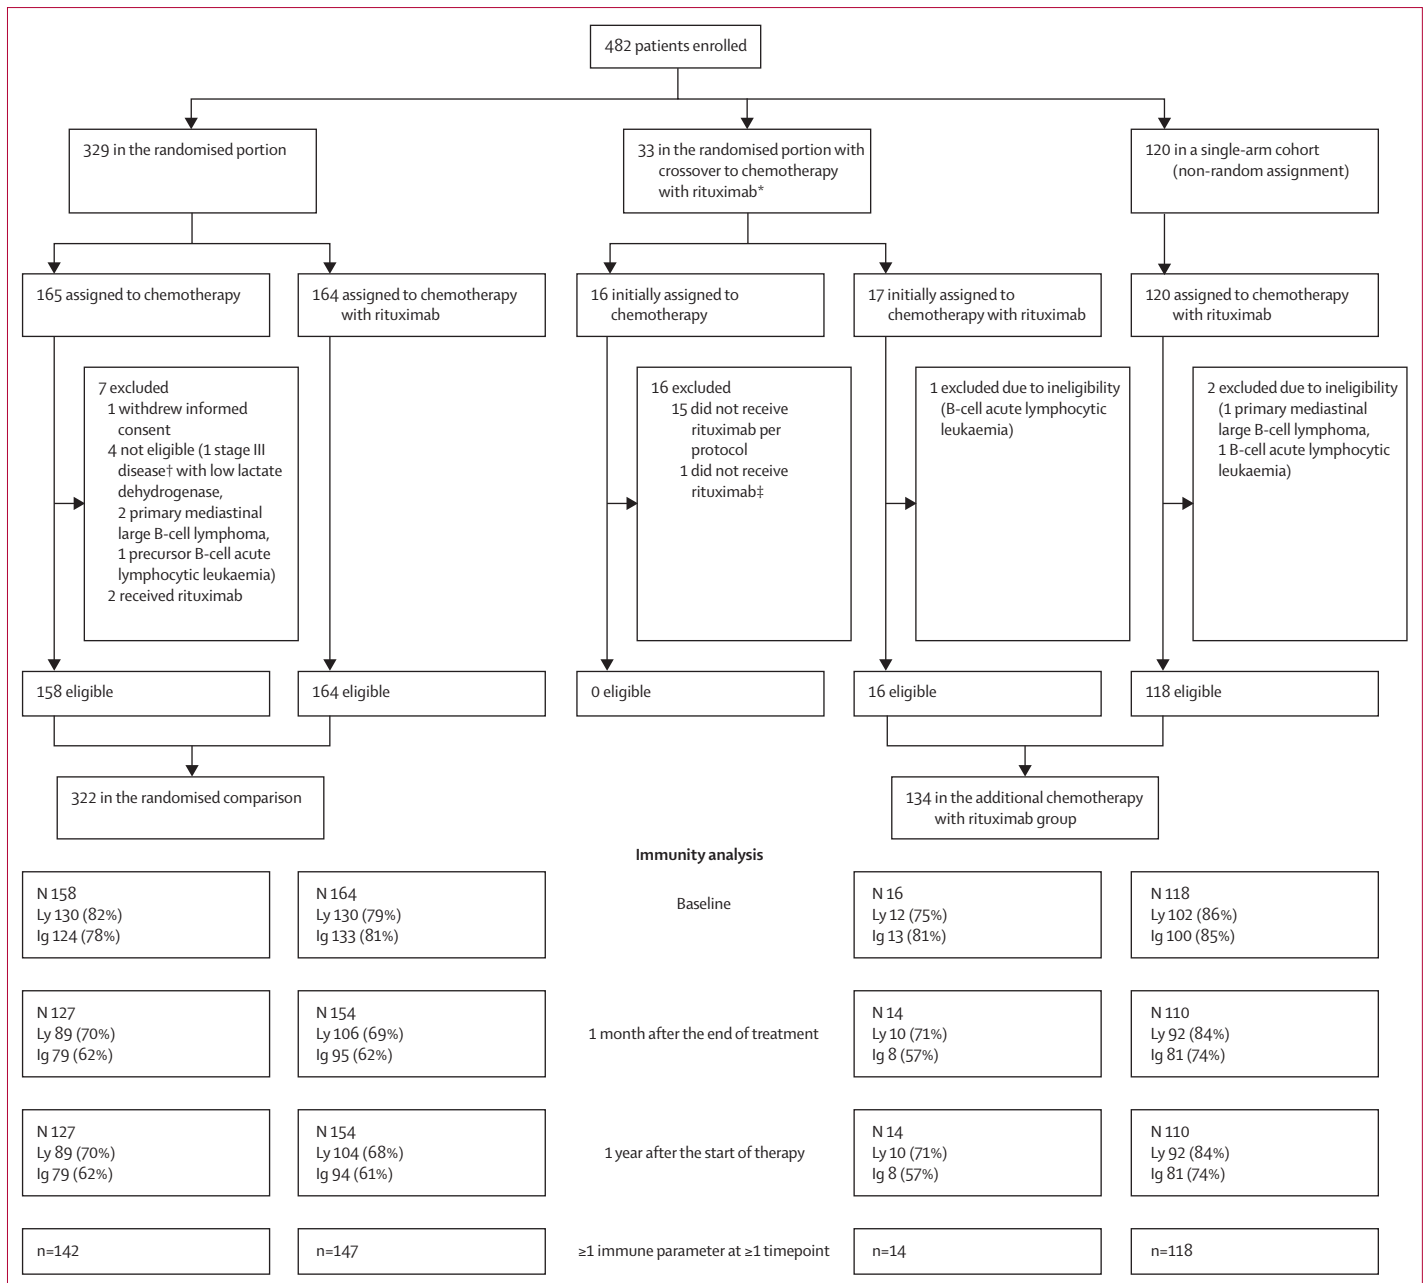 482 patients enrolled
329 in the randomised portion
33 in the randomised portion with
crossover to chemotherapy
with rituximab*
120 in a single-arm cohort
(non-random assignment)
165 assigned to chemotherapy
164 assigned to chemotherapy
with rituximab
16 initially assigned to
chemotherapy
17 initially assigned to
chemotherapy with rituximab
120 assigned to chemotherapy
with rituximab
7 excluded
1 withdrew informed
consent
4 not eligible (1 stage III
disease† with low lactate
dehydrogenase,
2 primary mediastinal
large B-cell lymphoma,
1 precursor B-cell acute
lymphocytic leukaemia)
2 received rituximab
16 excluded
15 did not receive
rituximab per
protocol
1 did not receive
rituximab‡
1 excluded due to ineligibility
(B-cell acute lymphocytic
leukaemia)
2 excluded due to ineligibility
(1 primary mediastinal
large B-cell lymphoma,
1 B-cell acute lymphocytic
leukaemia)
158 eligible
164 eligible
0 eligible
16 eligible
118 eligible
322 in the randomised comparison
134 in the additional chemotherapy
with rituximab group
Immunity analysis
N 158
Ly 130 (82%)
Ig 124 (78%)
N 164
Ly 130 (79%)
Ig 133 (81%)
Baseline
N 16
Ly 12 (75%)
Ig 13 (81%)
N 118
Ly 102 (86%)
Ig 100 (85%)
N 127
Ly 89 (70%)
Ig 79 (62%)
N 154
Ly 106 (69%)
Ig 95 (62%)
1 month after the end of treatment
N 14
Ly 10 (71%)
Ig 8 (57%)
N 110
Ly 92 (84%)
Ig 81 (74%)
N 127
Ly 89 (70%)
Ig 79 (62%)
N 154
Ly 104 (68%)
Ig 94 (61%)
1 year after the start of therapy
N 14
Ly 10 (71%)
Ig 8 (57%)
N 110
Ly 92 (84%)
Ig 81 (74%)
n=142
n=147
≥1 immune parameter at ≥1 timepoint
n=14
n=118